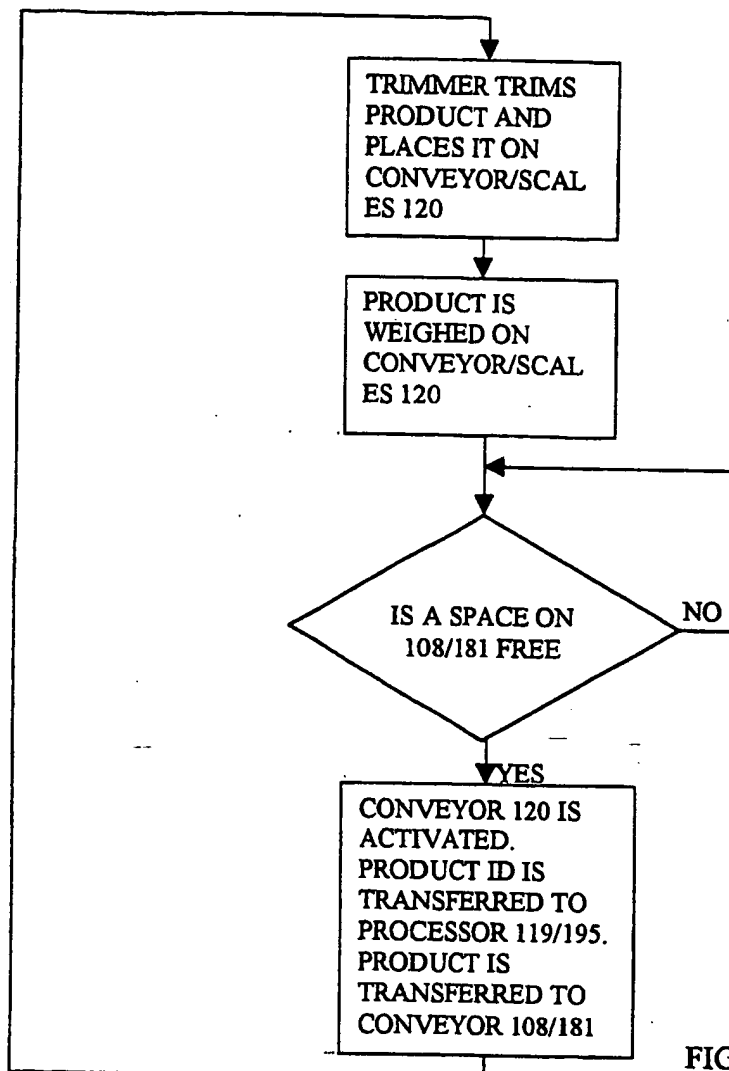 TRIMMER TRIMS
PRODUCT AND
PLACES IT ON
CONVEYOR/SCAL
ES 120
PRODUCT IS
WEIGHED ON
CONVEYOR/SCAL
ES 120
IS A SPACE ON
108/181 FREE
NO
YES
CONVEYOR 120 IS
ACTIVATED.
PRODUCT ID IS
TRANSFERRED TO
PROCESSOR 119/195.
PRODUCT IS
TRANSFERRED TO
CONVEYOR 108/181
FIG